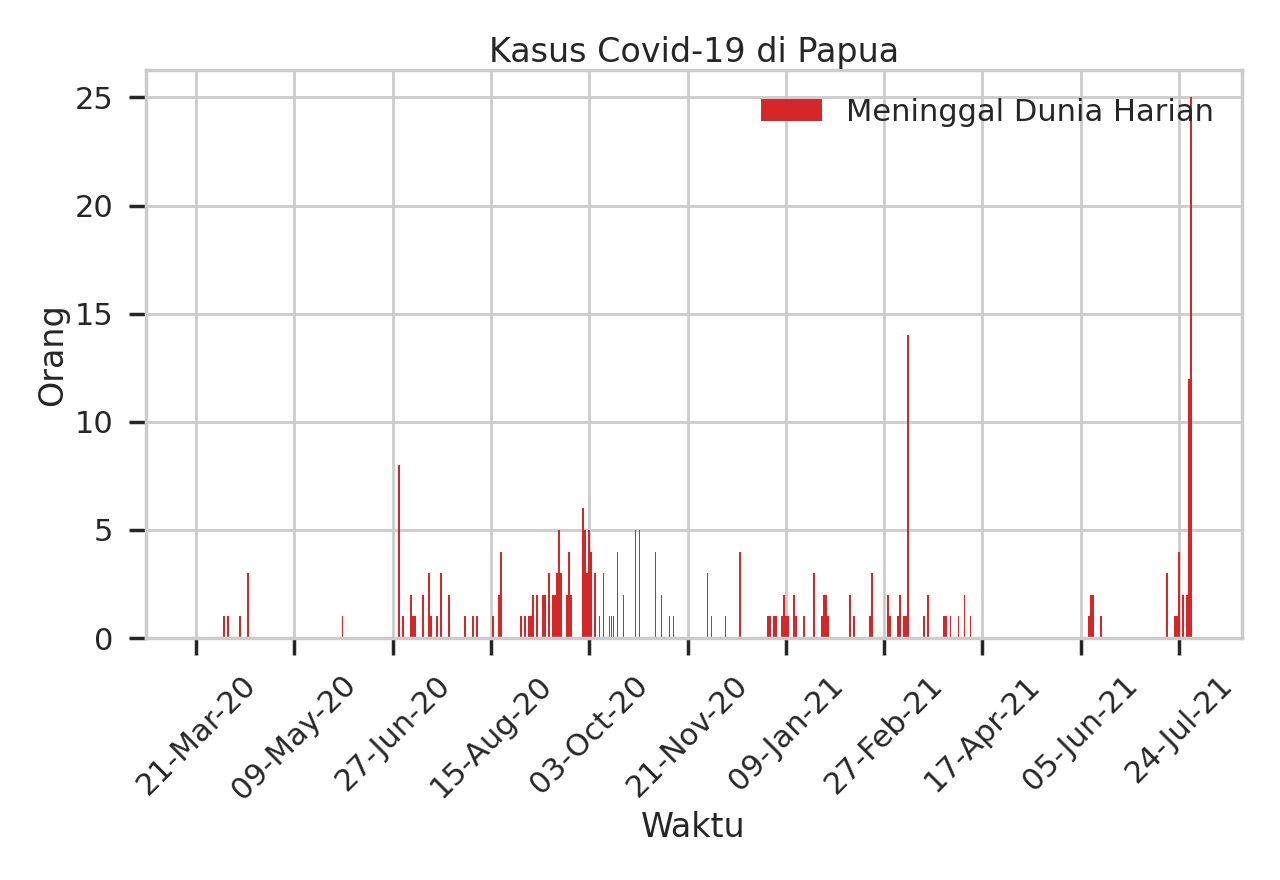 Kasus Covid-19 di Papua
Meninggal Dunia Harian
Orang
25
20
15
10
5
0
21-Mar-20
09-May-20
27-Jun-20
15-Aug-20
03-Oct-20
21-Nov-20
09-Jan-21
27-Feb-21
17-Apr-21
05-Jun-21
24-Jul-21
Waktu